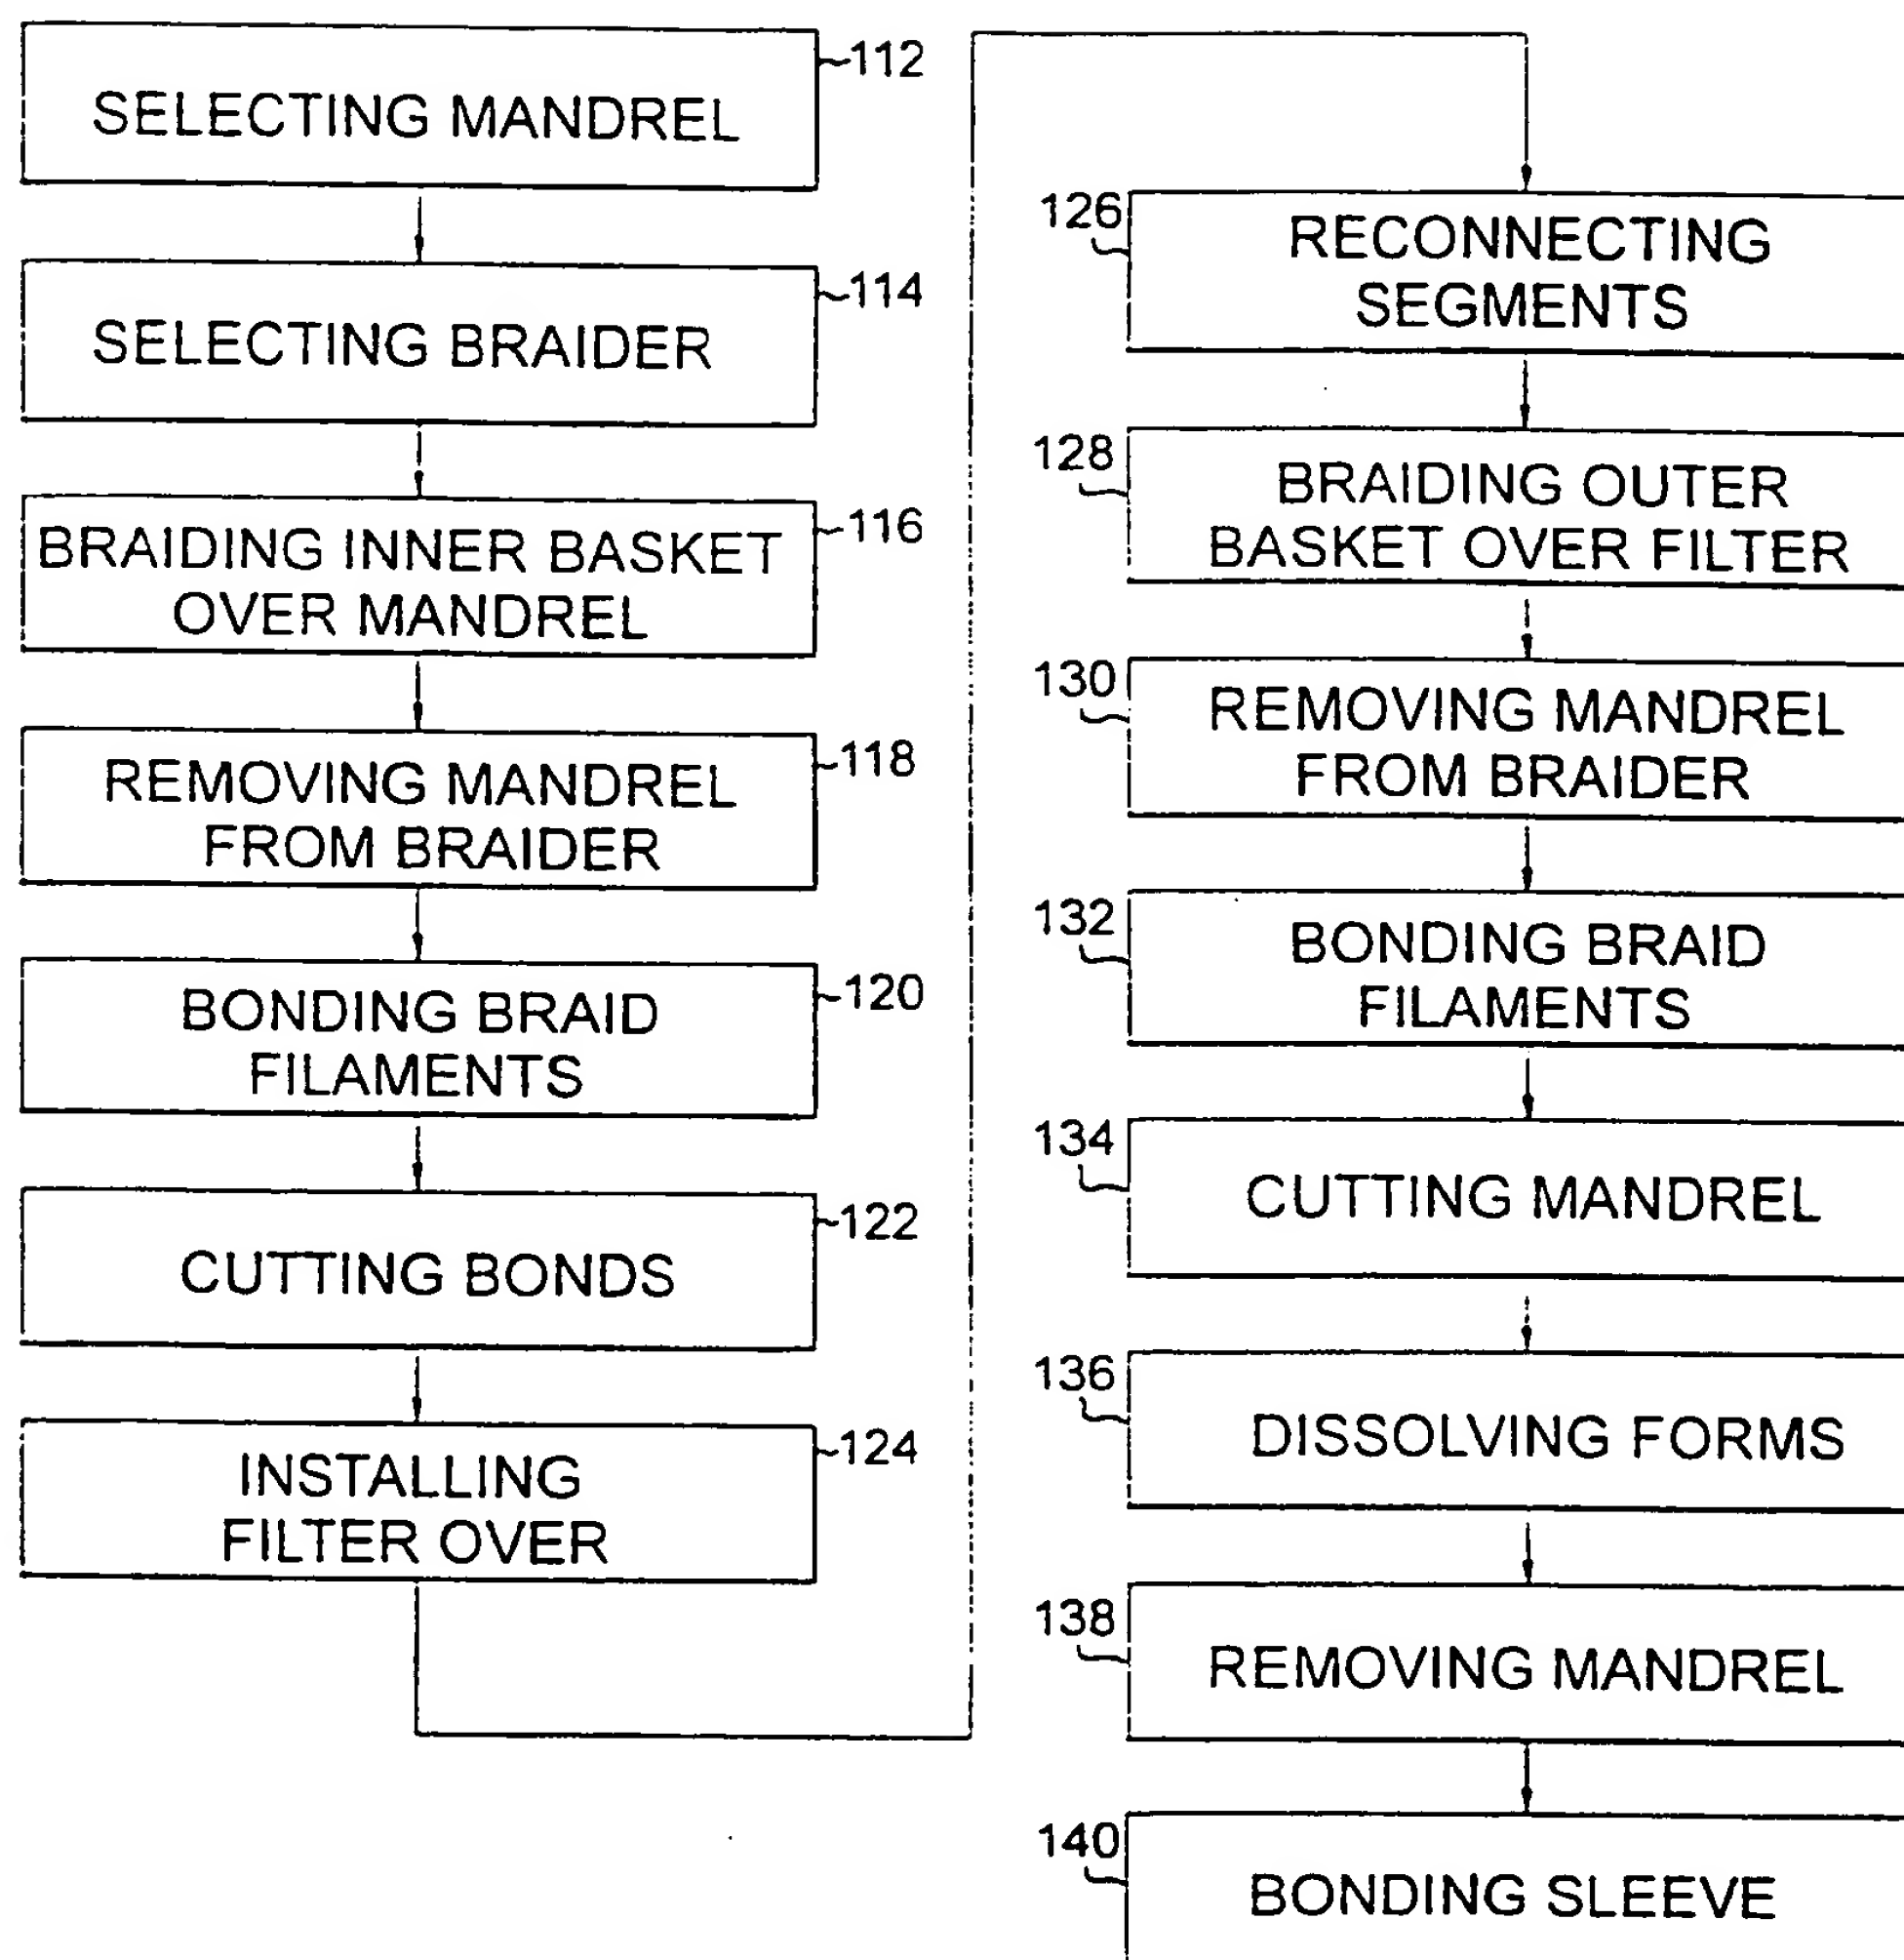 SELECTING MANDREL
112
SELECTING BRAIDER
114
BRAIDING INNER BASKET
OVER MANDREL
116
REMOVING MANDREL
FROM BRAIDER
118
BONDING BRAID
FILAMENTS
120
CUTTING BONDS
122
INSTALLING
FILTER OVER
124
126
RECONNECTING
SEGMENTS
128
BRAIDING OUTER
BASKET OVER FILTER
130
REMOVING MANDREL
FROM BRAIDER
132
BONDING BRAID
FILAMENTS
134
CUTTING MANDREL
136
DISSOLVING FORMS
138
REMOVING MANDREL
140
BONDING SLEEVE